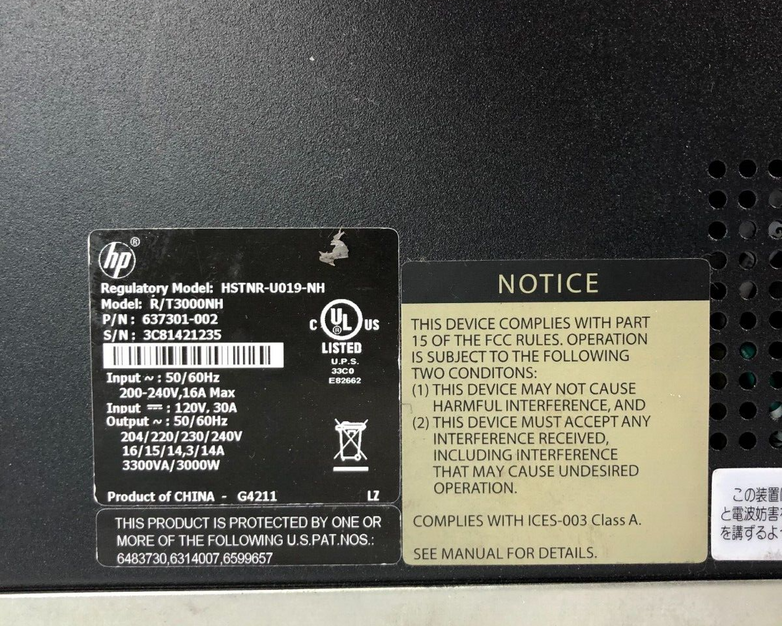 hp®
Regulatory Model: HSTNR-U019-NH
Model: R/T3000NH
P/N: 637301-002
S/N: 3C81421235
C UL US
LISTED
U.P.S.
33C0
E82662
Input ~ : 50/60Hz
200-240V,16A Max
Input ⎓ : 120V, 30A
Output ~ : 50/60Hz
204/220/230/240V
16/15/14,3/14A
3300VA/3000W
Product of CHINA - G4211 LZ
THIS PRODUCT IS PROTECTED BY ONE OR
MORE OF THE FOLLOWING U.S.PAT.NOS.:
6483730,6314007,6599657
NOTICE
THIS DEVICE COMPLIES WITH PART
15 OF THE FCC RULES. OPERATION
IS SUBJECT TO THE FOLLOWING
TWO CONDITONS:
(1) THIS DEVICE MAY NOT CAUSE
HARMFUL INTERFERENCE, AND
(2) THIS DEVICE MUST ACCEPT ANY
INTERFERENCE RECEIVED,
INCLUDING INTERFERENCE
THAT MAY CAUSE UNDESIRED
OPERATION.
COMPLIES WITH ICES-003 Class A.
SEE MANUAL FOR DETAILS.
この装置
と電波妨害
を講ずるよ